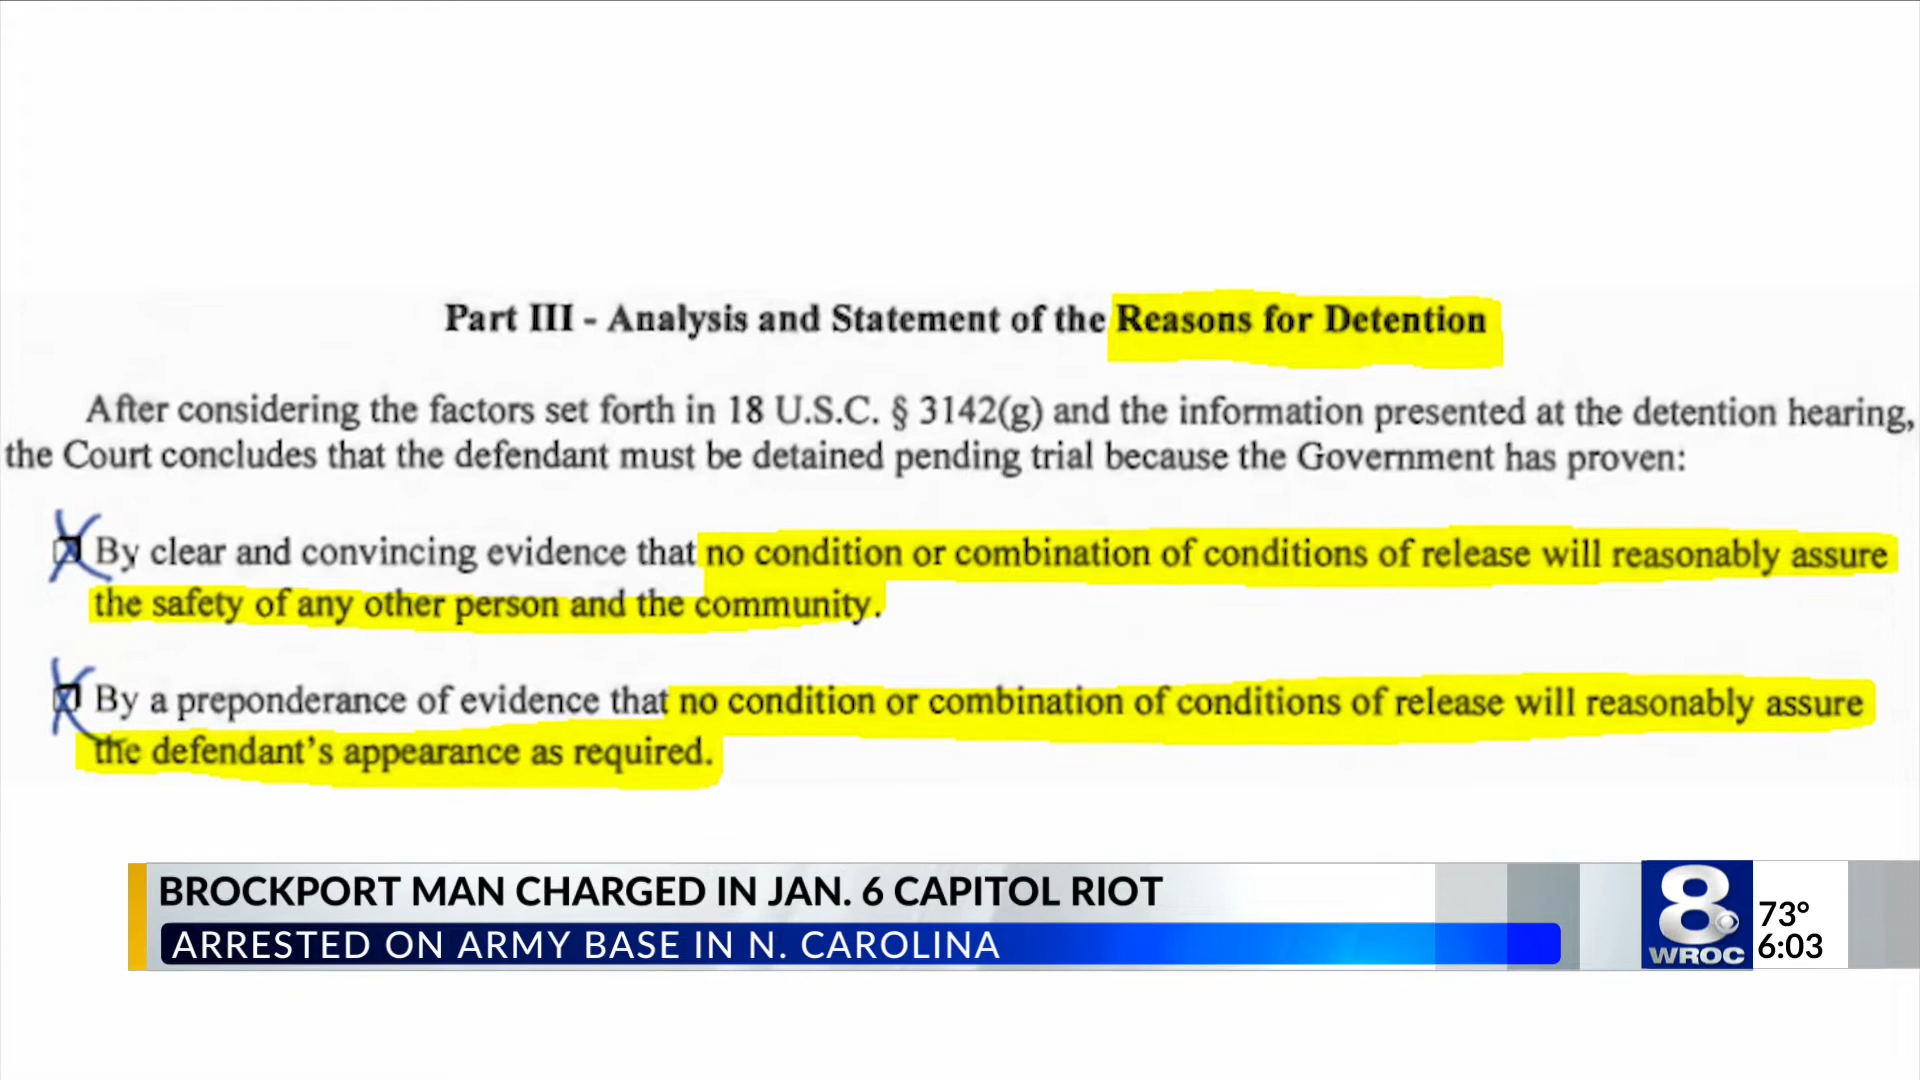 Part III - Analysis and Statement of the Reasons for Detention
After considering the factors set forth in 18 U.S.C. § 3142(g) and the information presented at the detention hearing,
the Court concludes that the defendant must be detained pending trial because the Government has proven:
By clear and convincing evidence that no condition or combination of conditions of release will reasonably assure
the safety of any other person and the community.
By a preponderance of evidence that no condition or combination of conditions of release will reasonably assure
the defendant’s appearance as required.
BROCKPORT MAN CHARGED IN JAN. 6 CAPITOL RIOT
ARRESTED ON ARMY BASE IN N. CAROLINA
8
WROC
73°
6:03